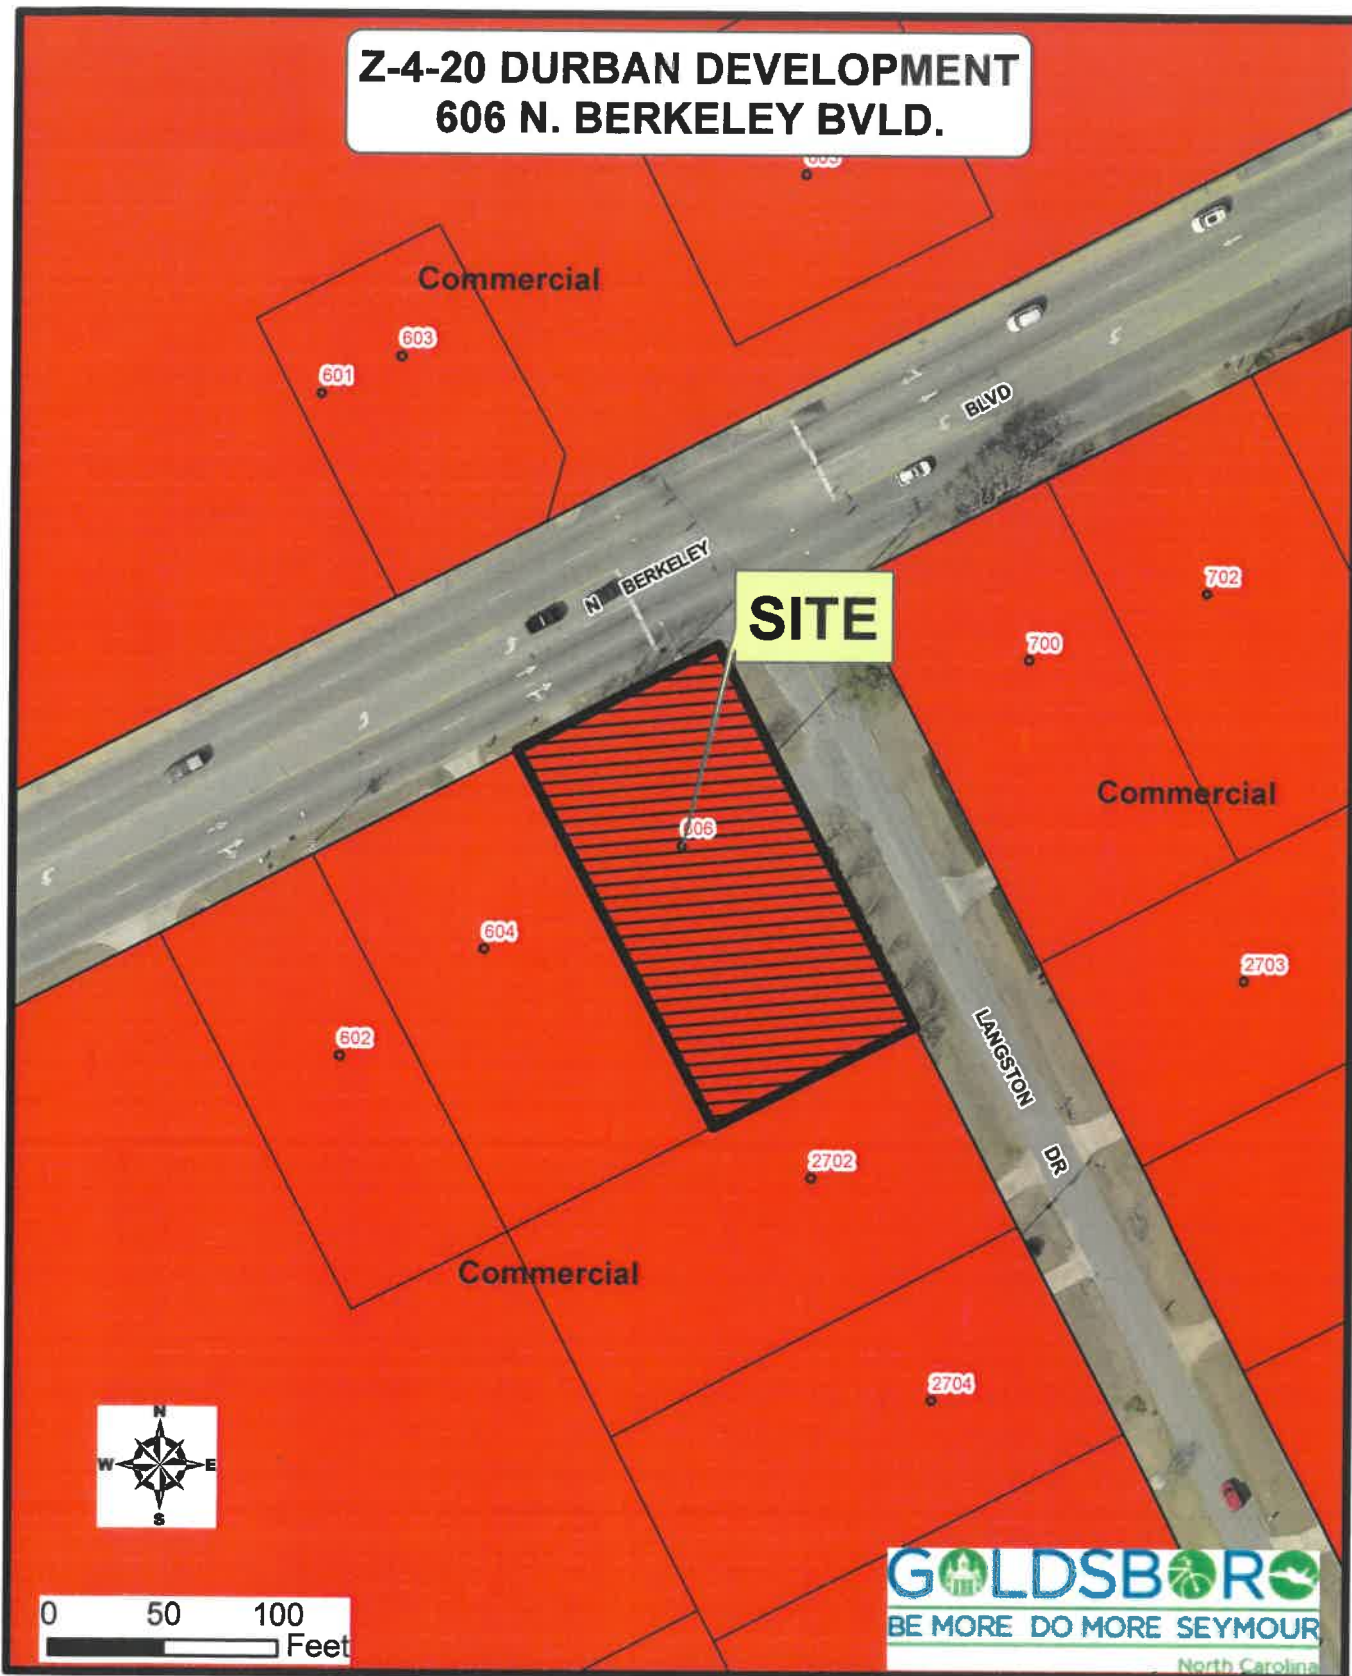 Z-4-20 DURBAN DEVELOPMENT
606 N. BERKELEY BVLD.
Commercial
603
601
BLVD
N BERKELEY
SITE
702
700
Commercial
606
604
2703
602
LANGSTON
DR
2702
Commercial
2704
N
W E
S
0 50 100
Feet
GOLDSBORO
BE MORE DO MORE SEYMOUR
North Carolina